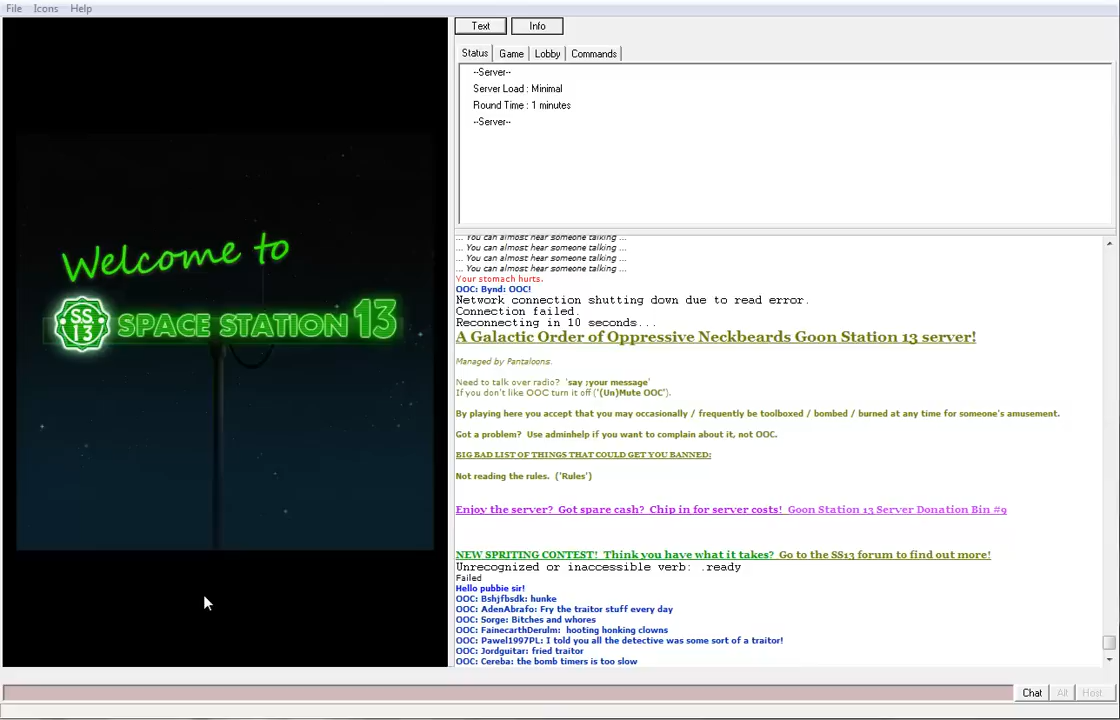 File Icons Help
Text Info
Status Game Lobby Commands
--Server--
Server Load : Minimal
Round Time : 1 minutes
--Server--
Welcome to
S.S. 13 SPACE STATION 13
... You can almost hear someone talking ...
... You can almost hear someone talking ...
... You can almost hear someone talking ...
... You can almost hear someone talking ...
Your stomach hurts.
OOC: Bynd: OOC!
Network connection shutting down due to read error.
Connection failed.
Reconnecting in 10 seconds...
A Galactic Order of Oppressive Neckbeards Goon Station 13 server!
Managed by Pantaloons.
Need to talk over radio? 'say ;your message'
If you don't like OOC turn it off ('(Un)Mute OOC').
By playing here you accept that you may occasionally / frequently be toolboxed / bombed / burned at any time for someone's amusement.
Got a problem? Use adminhelp if you want to complain about it, not OOC.
BIG BAD LIST OF THINGS THAT COULD GET YOU BANNED:
Not reading the rules. ('Rules')
Enjoy the server? Got spare cash? Chip in for server costs! Goon Station 13 Server Donation Bin #9
NEW SPRITING CONTEST! Think you have what it takes? Go to the SS13 forum to find out more!
Unrecognized or inaccessible verb: .ready
Failed
Hello pubbie sir!
OOC: Bshjfbsdk: hunke
OOC: AdenAbrafo: Fry the traitor stuff every day
OOC: Sorge: Bitches and whores
OOC: FainecarthDerulm: hooting honking clowns
OOC: Pawel1997PL: I told you all the detective was some sort of a traitor!
OOC: Jordguitar: fried traitor
OOC: Cereba: the bomb timers is too slow
Chat Alt Host